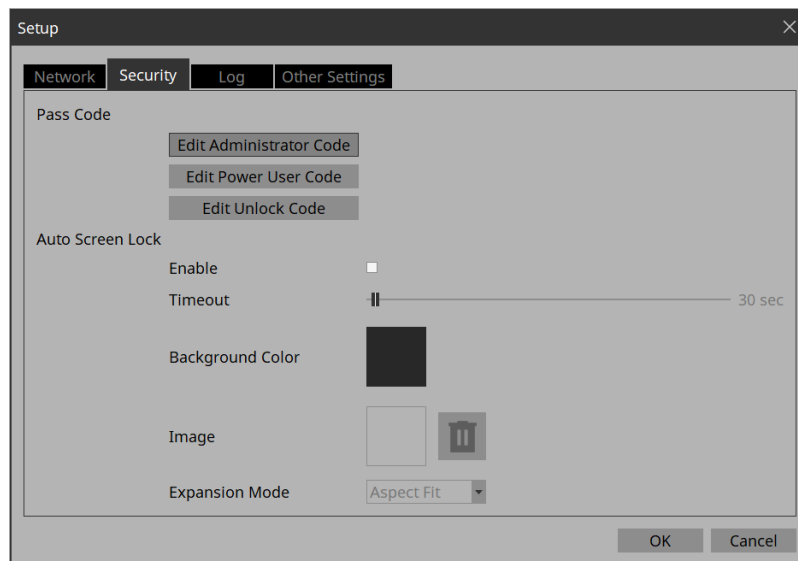 Setup
Network Security Log Other Settings
Pass Code
Edit Administrator Code
Edit Power User Code
Edit Unlock Code
Auto Screen Lock
Enable
Timeout 30 sec
Background Color
Image
Expansion Mode Aspect Fit
OK Cancel